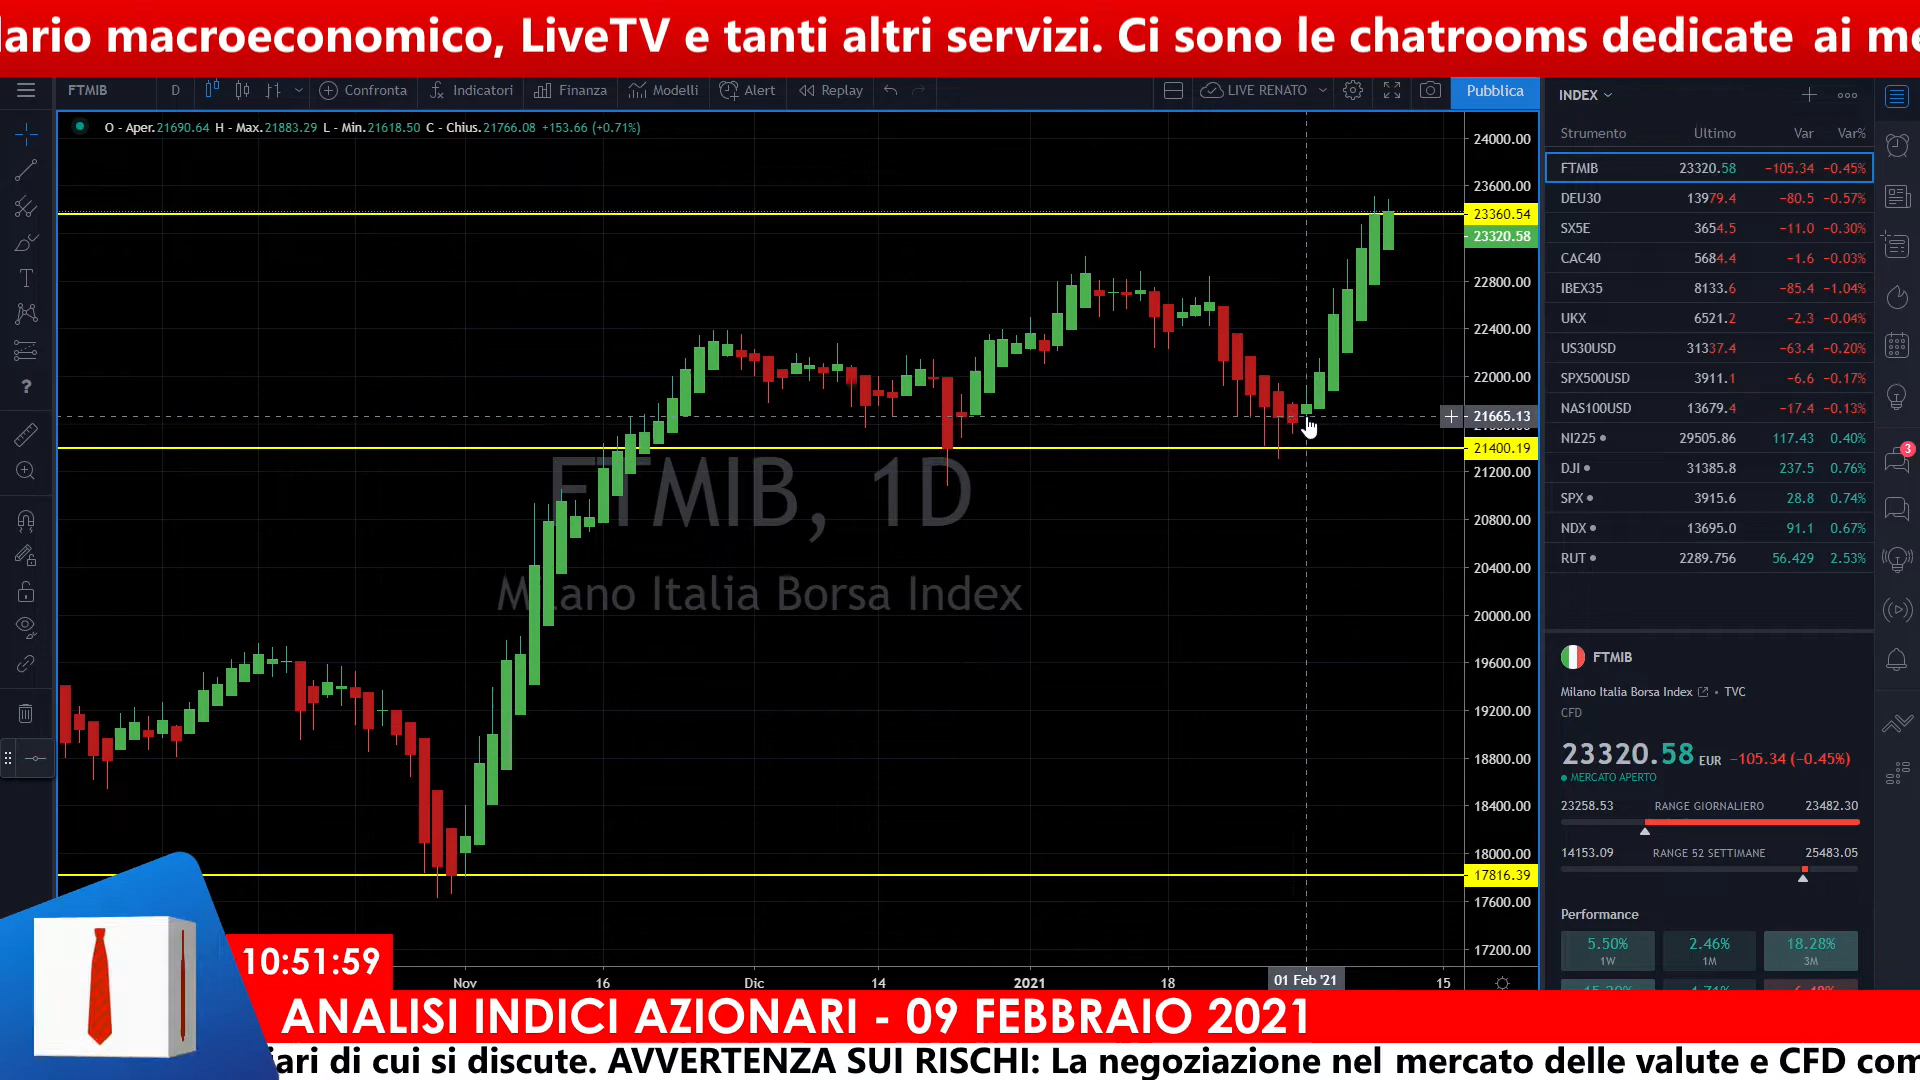 lario macroeconomico, LiveTV e tanti altri servizi. Ci sono le chatrooms dedicate ai me
FTMIB D Confronta Indicatori Finanza Modelli Alert Replay LIVE RENATO Pubblica
INDEX
O - Aper.21690.64 H - Max.21883.29 L - Min.21618.50 C - Chius.21766.08 +153.66 (+0.71%)
Strumento Ultimo Var Var%
FTMIB 23320.58 −105.34 −0.45%
DEU30 13979.4 −80.5 −0.57%
SX5E 3654.5 −11.0 −0.30%
CAC40 5684.4 −1.6 −0.03%
IBEX35 8133.6 −85.4 −1.04%
UKX 6521.2 −2.3 −0.04%
US30USD 31337.4 −63.4 −0.20%
SPX500USD 3911.1 −6.6 −0.17%
NAS100USD 13679.4 −17.4 −0.13%
NI225 29505.86 117.43 0.40%
DJI 31385.8 237.5 0.76%
SPX 3915.6 28.8 0.74%
NDX 13695.0 91.1 0.67%
RUT 2289.756 56.429 2.53%
3
24000.00
23600.00
23360.54
23320.58
22800.00
22400.00
22000.00
21665.13
21400.19
21200.00
20800.00
20400.00
20000.00
19600.00
19200.00
18800.00
18400.00
18000.00
17816.39
17600.00
17200.00
FTMIB, 1D
Milano Italia Borsa Index
FTMIB
Milano Italia Borsa Index • TVC
CFD
23320.58 EUR −105.34 (−0.45%)
MERCATO APERTO
23258.53 RANGE GIORNALIERO 23482.30
14153.09 RANGE 52 SETTIMANE 25483.05
Performance
5.50% 2.46% 18.28%
1W 1M 3M
Nov 16 Dic 14 2021 18 01 Feb '21 15
10:51:59
ANALISI INDICI AZIONARI - 09 FEBBRAIO 2021
iari di cui si discute. AVVERTENZA SUI RISCHI: La negoziazione nel mercato delle valute e CFD com